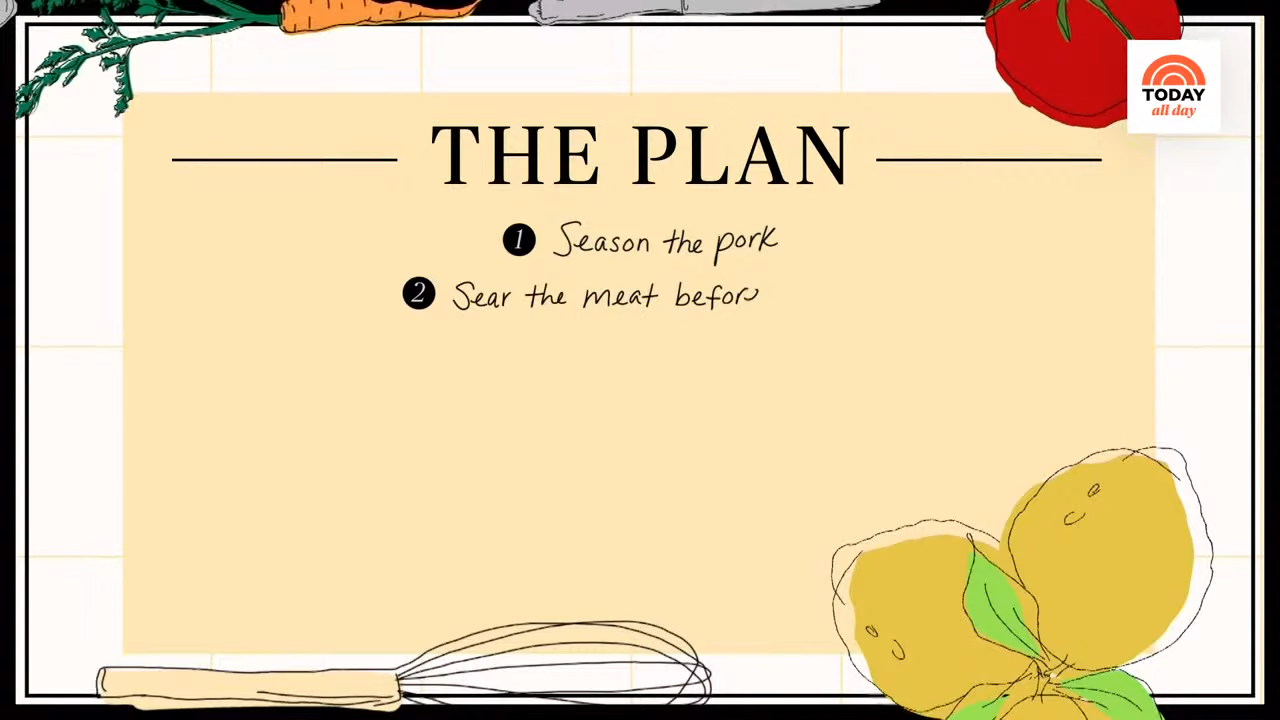 THE PLAN
TODAY
all day
1 Season the pork
2 Sear the meat befor